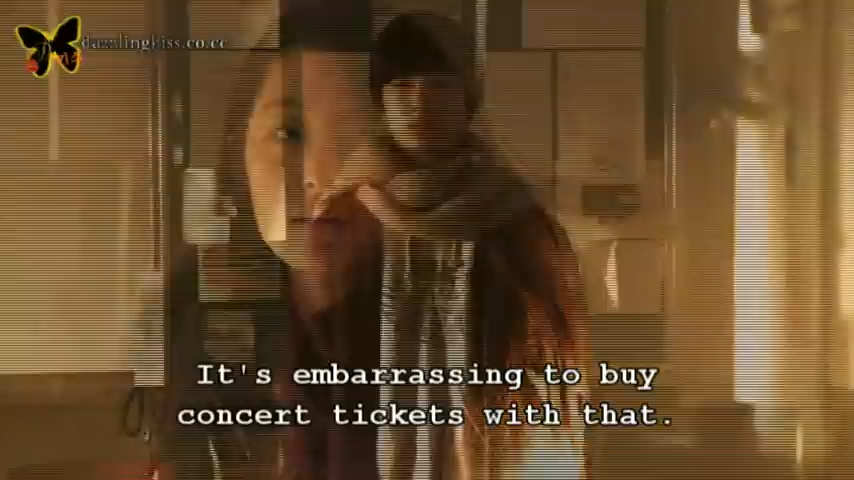 dazzlingkiss.co.cc
It's embarrassing to buy
concert tickets with that.